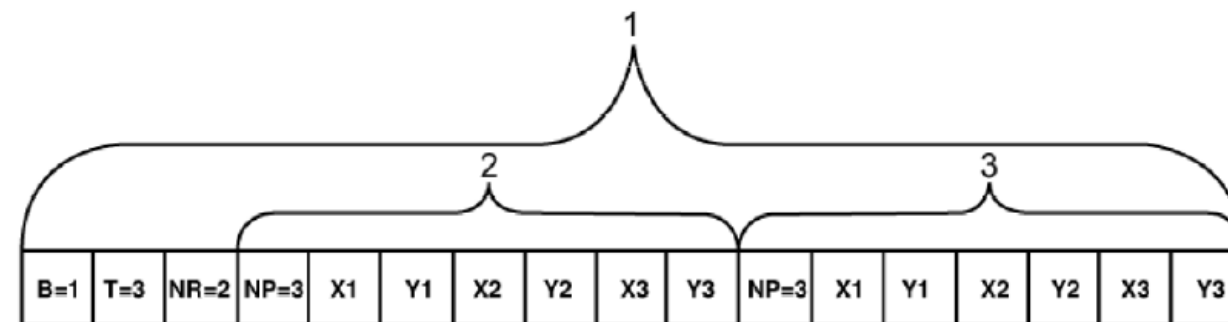 1
2 3
B=1 T=3 NR=2 NP=3 X1 Y1 X2 Y2 X3 Y3 NP=3 X1 Y1 X2 Y2 X3 Y3